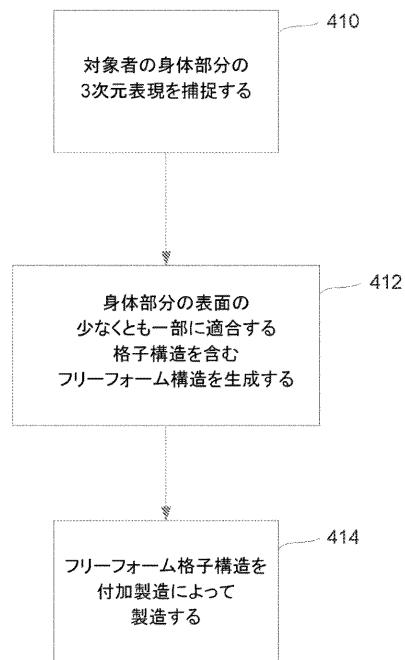 410
対象者の身体部分の
3次元表現を捕捉する
412
身体部分の表面の
少なくとも一部に適合する
格子構造を含む
フリーフォーム構造を生成する
414
フリーフォーム格子構造を
付加製造によって
製造する